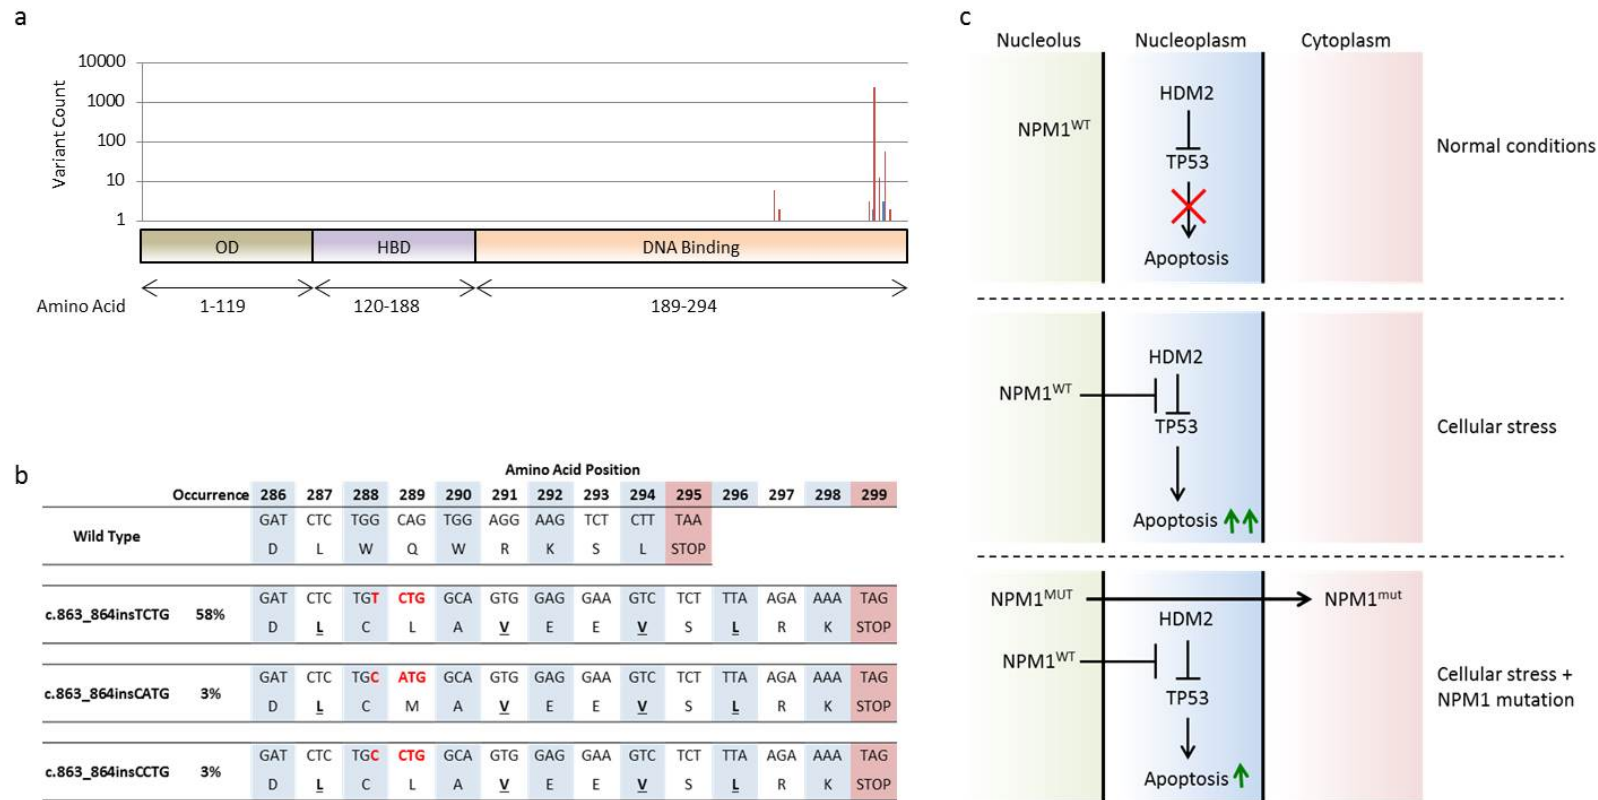 a
Variant Count
10000
1000
100
10
1
OD HBD DNA Binding
Amino Acid 1-119 120-188 189-294
b
Amino Acid Position
Occurrence 286 287 288 289 290 291 292 293 294 295 296 297 298 299
Wild Type
GAT CTC TGG CAG TGG AGG AAG TCT CTT TAA
D L W Q W R K S L STOP
c.863_864insTCTG 58%
GAT CTC TGT CTG GCA GTG GAG GAA GTC TCT TTA AGA AAA TAG
D L C L A V E E V S L R K STOP
c.863_864insCATG 3%
GAT CTC TGC ATG GCA GTG GAG GAA GTC TCT TTA AGA AAA TAG
D L C M A V E E V S L R K STOP
c.863_864insCCTG 3%
GAT CTC TGC CTG GCA GTG GAG GAA GTC TCT TTA AGA AAA TAG
D L C L A V E E V S L R K STOP
c
Nucleolus Nucleoplasm Cytoplasm
HDM2
NPM1WT
TP53
Apoptosis
Normal conditions
HDM2
NPM1WT
TP53
Apoptosis
Cellular stress
NPM1MUT NPM1mut
HDM2
NPM1WT
TP53
Apoptosis
Cellular stress +
NPM1 mutation